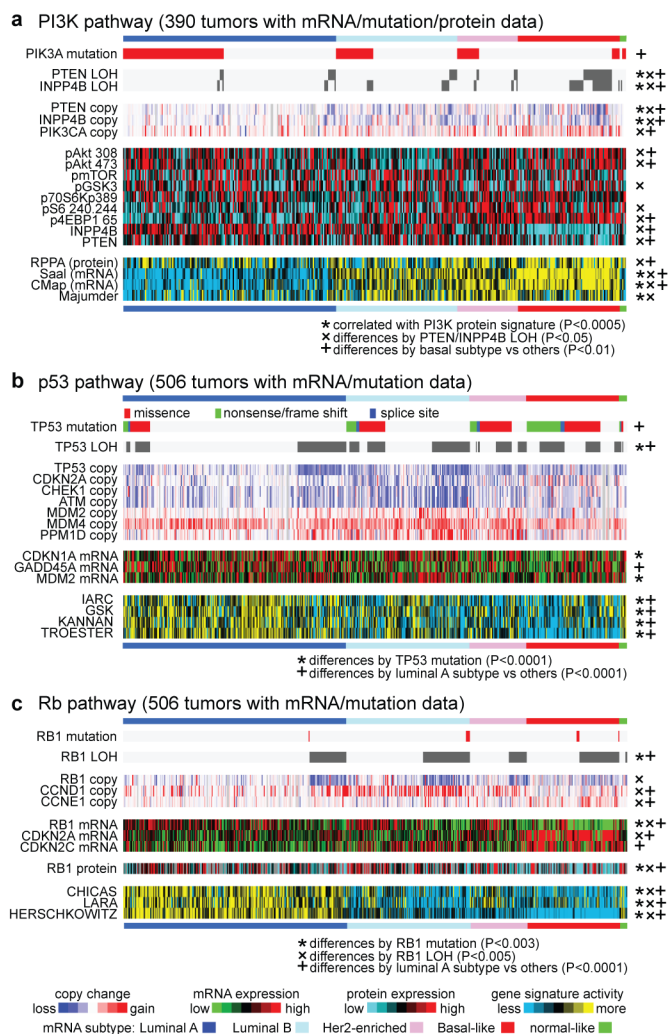 a PI3K pathway (390 tumors with mRNA/mutation/protein data)
PIK3A mutation +
PTEN LOH *×+
INPP4B LOH *×+
PTEN copy *×+
INPP4B copy *×+
PIK3CA copy ×+
pAkt 308 ×+
pAkt 473 ×+
pmTOR
pGSK3 ×
p70S6Kp389
pS6 240.244 ×
p4EBP1 65 ×+
INPP4B ×+
PTEN ×+
RPPA (protein) ×+
Saal (mRNA) *×+
CMap (mRNA) *×+
Majumder *×
* correlated with PI3K protein signature (P<0.0005)
× differences by PTEN/INPP4B LOH (P<0.05)
+ differences by basal subtype vs others (P<0.01)
b p53 pathway (506 tumors with mRNA/mutation data)
missence nonsense/frame shift splice site
TP53 mutation +
TP53 LOH *+
TP53 copy
CDKN2A copy
CHEK1 copy
ATM copy
MDM2 copy
MDM4 copy
PPM1D copy
CDKN1A mRNA *
GADD45A mRNA +
MDM2 mRNA *
IARC *+
GSK *+
KANNAN *+
TROESTER *+
* differences by TP53 mutation (P<0.0001)
+ differences by luminal A subtype vs others (P<0.0001)
c Rb pathway (506 tumors with mRNA/mutation data)
RB1 mutation
RB1 LOH *+
RB1 copy ×
CCND1 copy ×+
CCNE1 copy ×+
RB1 mRNA *×+
CDKN2A mRNA ×+
CDKN2C mRNA +
RB1 protein *×+
CHICAS *×+
LARA *×+
HERSCHKOWITZ *×+
* differences by RB1 mutation (P<0.003)
× differences by RB1 LOH (P<0.005)
+ differences by luminal A subtype vs others (P<0.0001)
copy change mRNA expression protein expression gene signature activity
loss gain low high low high less more
mRNA subtype: Luminal A Luminal B Her2-enriched Basal-like normal-like